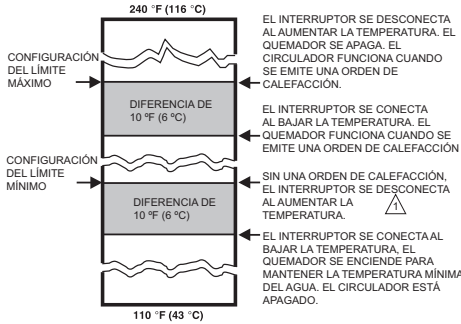 240 °F (116 °C)
EL INTERRUPTOR SE DESCONECTA
AL AUMENTAR LA TEMPERATURA. EL
QUEMADOR SE APAGA. EL
CIRCULADOR FUNCIONA CUANDO
SE EMITE UNA ORDEN DE
CALEFACCIÓN.
CONFIGURACIÓN
DEL LÍMITE
MÁXIMO
DIFERENCIA DE
10 ºF (6 ºC)
EL INTERRUPTOR SE CONECTA
AL BAJAR LA TEMPERATURA. EL
QUEMADOR FUNCIONA CUANDO SE
EMITE UNA ORDEN DE CALEFACCIÓN
CONFIGURACIÓN
DEL LÍMITE
MÍNIMO
SIN UNA ORDEN DE CALEFACCIÓN,
EL INTERRUPTOR SE DESCONECTA
AL AUMENTAR LA
TEMPERATURA.
1
DIFERENCIA DE
10 ºF (6 ºC)
EL INTERRUPTOR SE CONECTA AL
BAJAR LA TEMPERATURA, EL
QUEMADOR SE ENCIENDE PARA
MANTENER LA TEMPERATURA MÍNIMA
DEL AGUA. EL CIRCULADOR ESTÁ
APAGADO.
110 °F (43 °C)